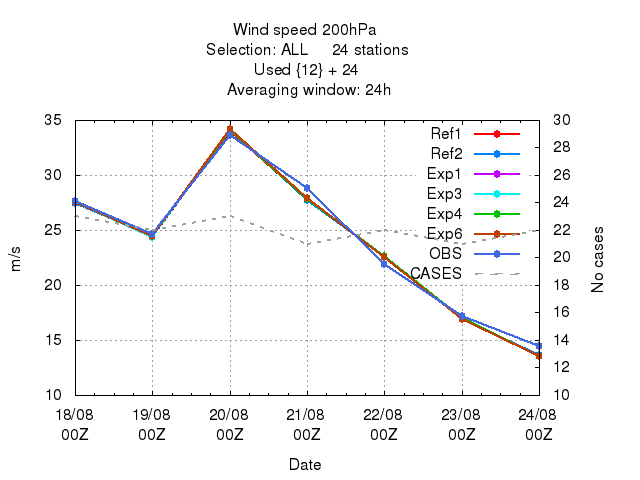 Wind speed 200hPa
Selection: ALL 24 stations
Used {12} + 24
Averaging window: 24h
35 30
Ref1
28
Ref2
30 26
Exp1
24
Exp3
Exp4
25 22
Exp6
OBS
20 20
CASES
18
16
15 14
12
10 10
m/s
No cases
18/08 19/08 20/08 21/08 22/08 23/08 24/08
00Z 00Z 00Z 00Z 00Z 00Z 00Z
Date